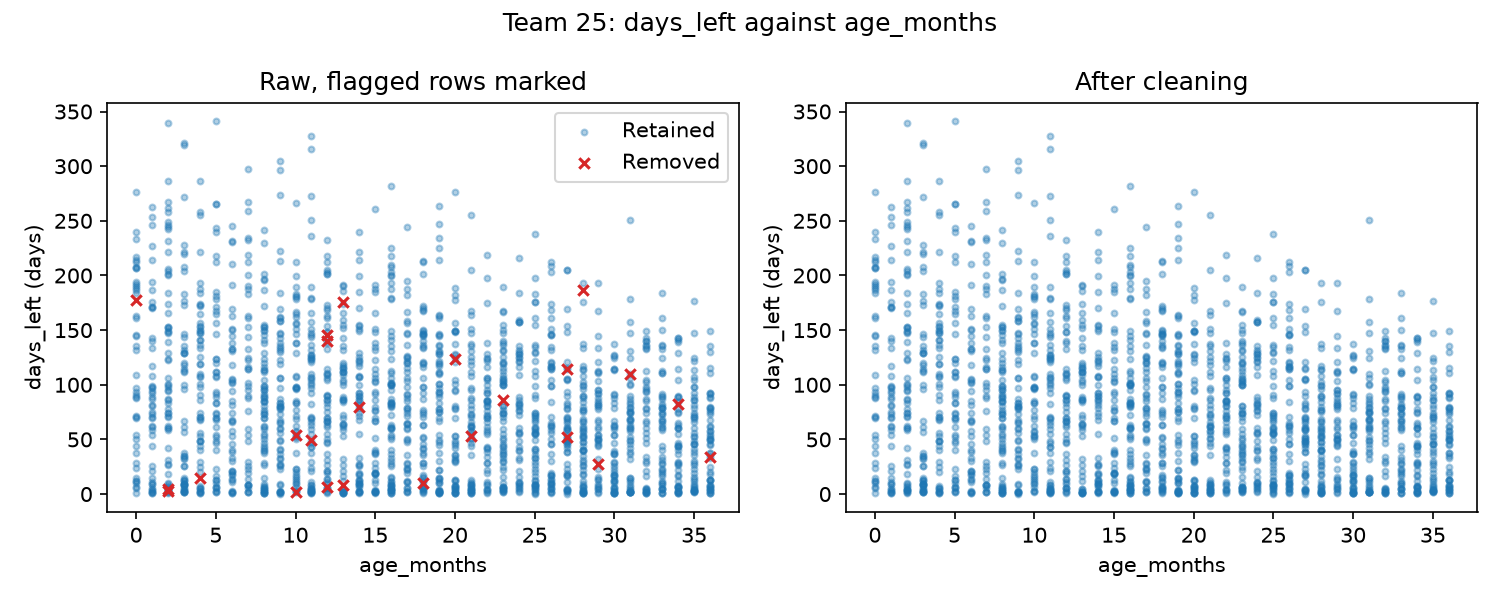 Team 25: days_left against age_months
Raw, flagged rows marked
After cleaning
days_left (days)
350
300
250
200
150
100
50
0
Retained
Removed
0 5 10 15 20 25 30 35
age_months
days_left (days)
350
300
250
200
150
100
50
0
0 5 10 15 20 25 30 35
age_months